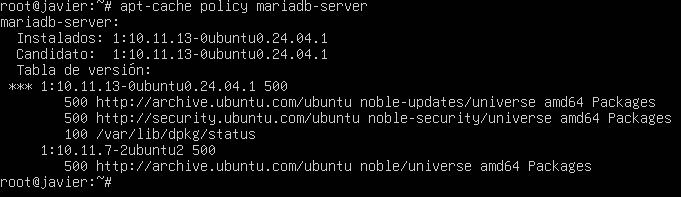 root@javier:~# apt-cache policy mariadb-server
mariadb-server:
  Instalados: 1:10.11.13-0ubuntu0.24.04.1
  Candidato:  1:10.11.13-0ubuntu0.24.04.1
  Tabla de versión:
 *** 1:10.11.13-0ubuntu0.24.04.1 500
        500 http://archive.ubuntu.com/ubuntu noble-updates/universe amd64 Packages
        500 http://security.ubuntu.com/ubuntu noble-security/universe amd64 Packages
        100 /var/lib/dpkg/status
     1:10.11.7-2ubuntu2 500
        500 http://archive.ubuntu.com/ubuntu noble/universe amd64 Packages
root@javier:~#